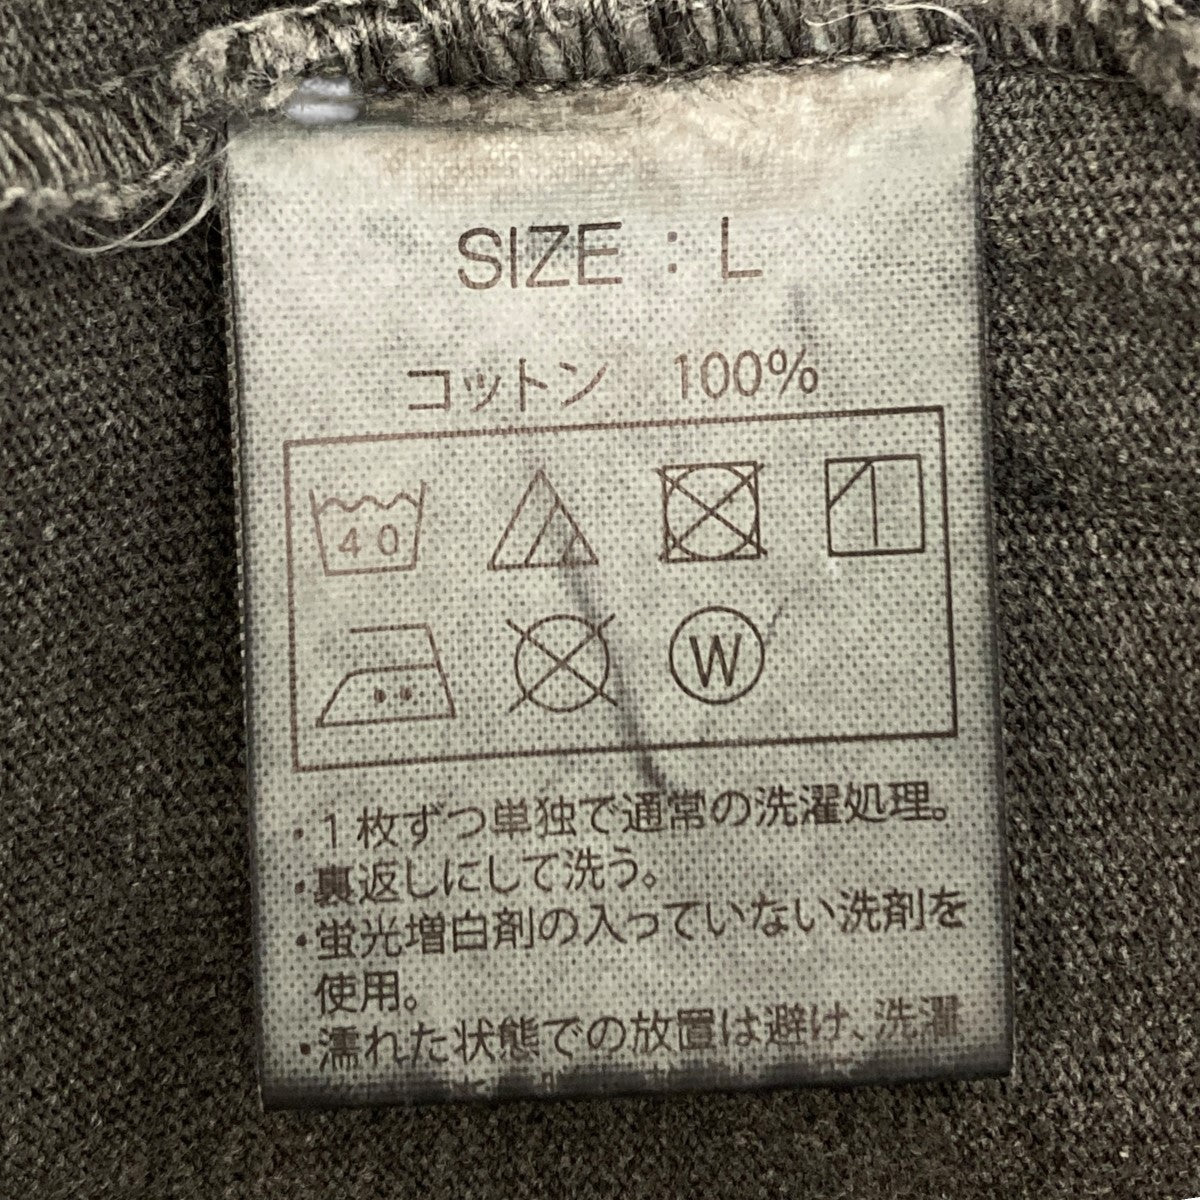 SIZE : L
コットン 100%
40
W
・1枚ずつ単独で通常の洗濯処理。
・裏返しにして洗う。
・蛍光増白剤の入っていない洗剤を
使用。
・濡れた状態での放置は避け、洗濯